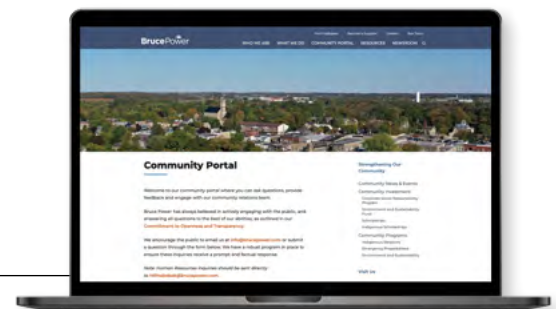 BrucePower
WHO WE ARE WHAT WE DO COMMUNITY PORTAL RESOURCES NEWSROOM
Community Portal
Welcome to our community portal where you can ask questions, provide
feedback and engage with our community relations team.
Bruce Power has always believed in actively engaging with the public, and
answering all questions to the best of our abilities, as outlined in our
Commitment to Openness and Transparency.
We encourage the public to email us at info@brucepower.com or submit
a question through the form below. We have a robust program in place to
ensure these inquiries receive a prompt and factual response.
Note: Human Resources inquiries should be sent directly
to
Strengthening Our
Community
Community News & Events
Community Investment
Environment and Sustainability
Fund
Scholarships
Indigenous Scholarships
Community Programs
Indigenous Relations
Emergency Preparedness
Environment and Sustainability
Visit Us